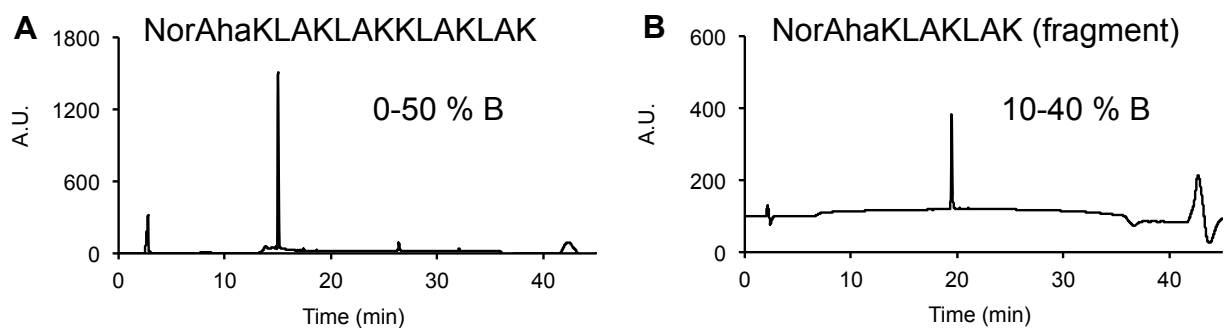 A NorAhaKLAKLAKKLAKLAK
0-50 % B
A.U.
1800
1200
600
0
0 10 20 30 40
Time (min)
B NorAhaKLAKLAK (fragment)
10-40 % B
A.U.
600
400
200
0
0 10 20 30 40
Time (min)